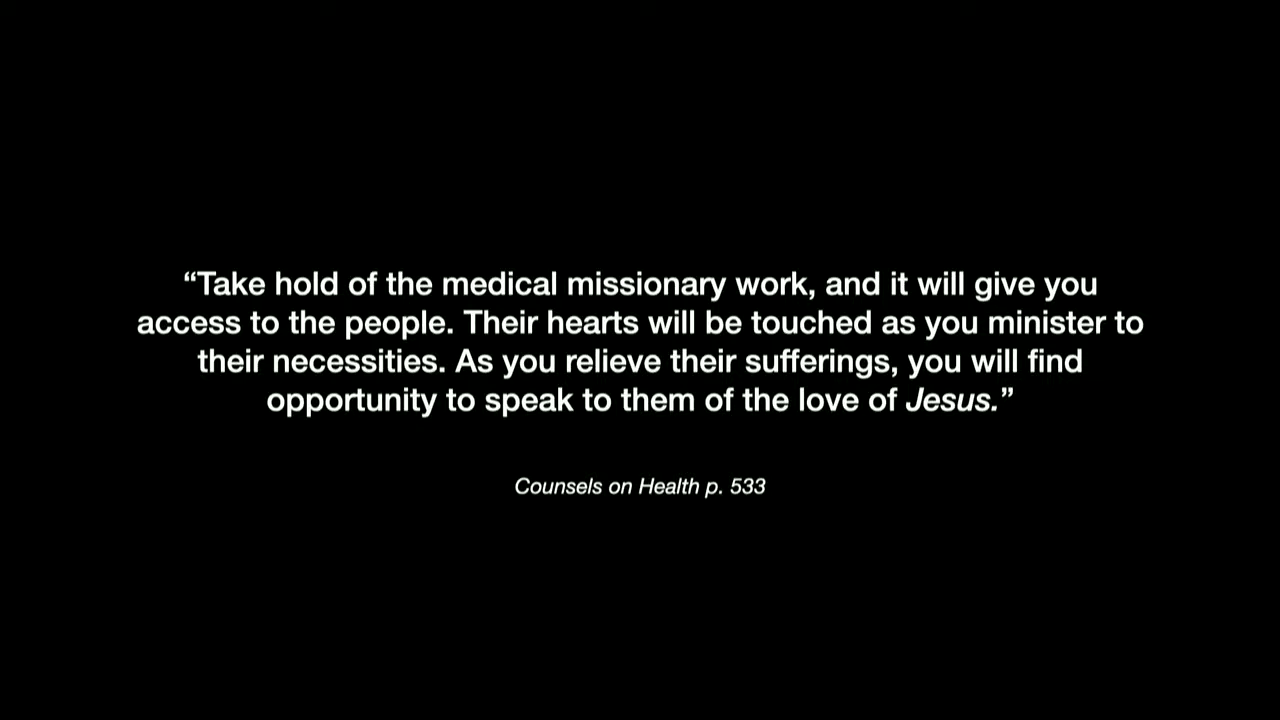 “Take hold of the medical missionary work, and it will give you
access to the people. Their hearts will be touched as you minister to
their necessities. As you relieve their sufferings, you will find
opportunity to speak to them of the love of Jesus.”
Counsels on Health p. 533